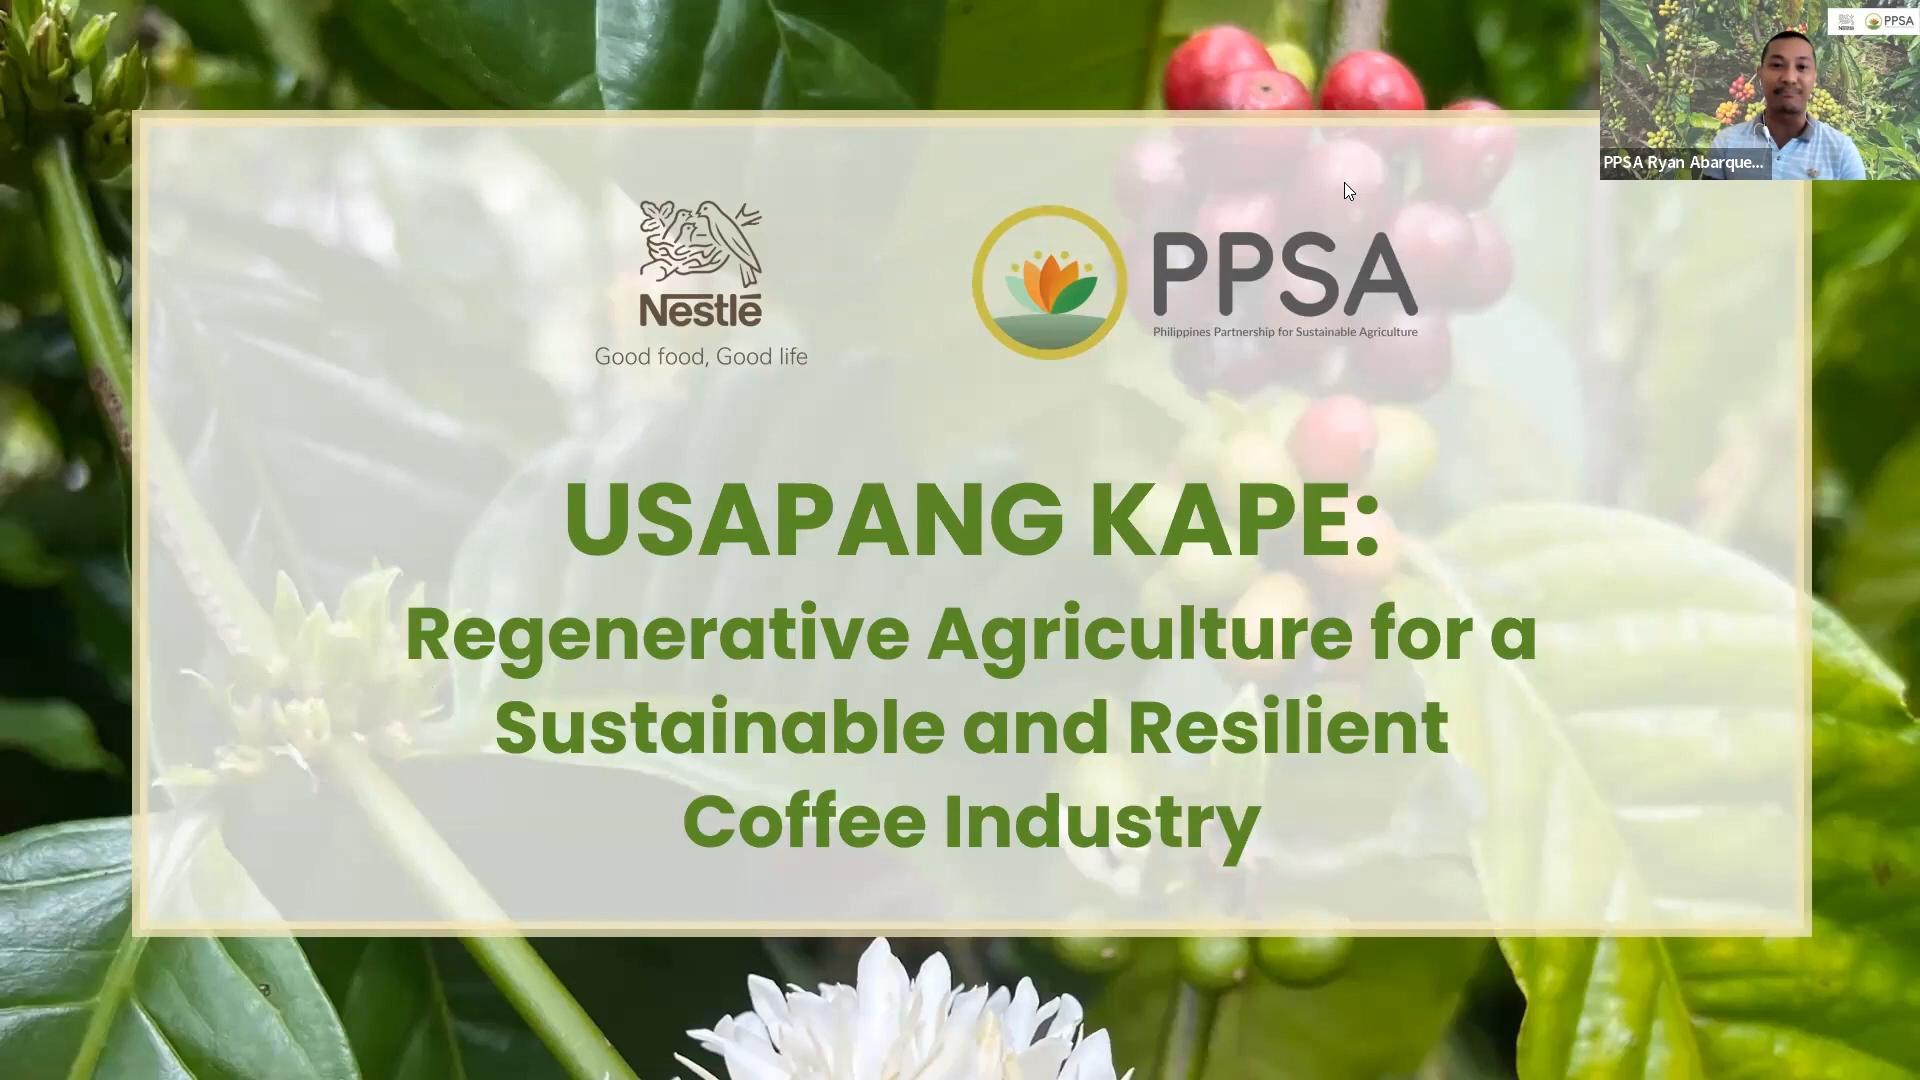 Nestlé
PPSA
PPSA Ryan Abarque...
Nestlé
Good food, Good life
PPSA
Philippines Partnership for Sustainable Agriculture
USAPANG KAPE:
Regenerative Agriculture for a
Sustainable and Resilient
Coffee Industry